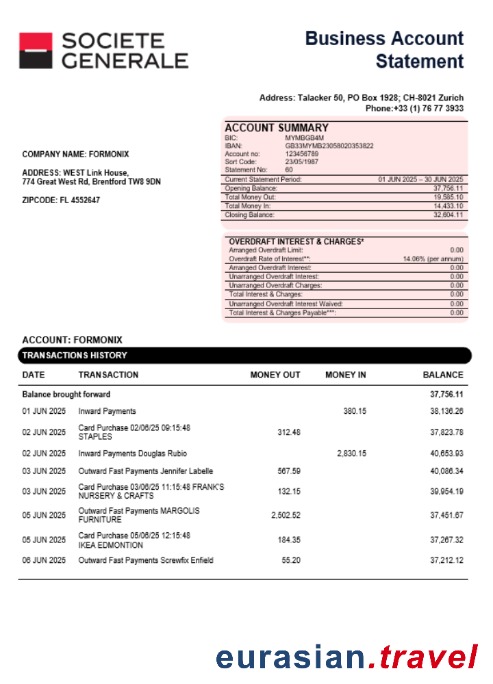 SOCIETE
GENERALE
Business Account
Statement
Address: Talacker 50, PO Box 1928; CH-8021 Zurich
Phone:+33 (1) 76 77 3933
COMPANY NAME: FORMONIX
ADDRESS: WEST Link House,
774 Great West Rd, Brentford TW8 9DN
ZIPCODE: FL 4552647
ACCOUNT SUMMARY
BIC: MYMBGB4M
IBAN: GB33MYMB23058020353822
Account no: 123456789
Sort Code: 23/05/1987
Statement No: 60
Current Statement Period: 01 JUN 2025 – 30 JUN 2025
Opening Balance: 37,756.11
Total Money Out: 19,585.10
Total Money In: 14,433.10
Closing Balance: 32,604.11
OVERDRAFT INTEREST & CHARGES*
Arranged Overdraft Limit: 0.00
Overdraft Rate of Interest**: 14.06% (per annum)
Arranged Overdraft Interest: 0.00
Unarranged Overdraft Interest: 0.00
Unarranged Overdraft Charges: 0.00
Total Interest & Charges: 0.00
Unarranged Overdraft Interest Waived: 0.00
Total Interest & Charges Payable***: 0.00
ACCOUNT: FORMONIX
TRANSACTIONS HISTORY
DATE TRANSACTION MONEY OUT MONEY IN BALANCE
Balance brought forward 37,756.11
01 JUN 2025 Inward Payments 380.15 38,136.26
02 JUN 2025 Card Purchase 02/06/25 09:15:48 312.48 37,823.78
STAPLES
02 JUN 2025 Inward Payments Douglas Rubio 2,830.15 40,653.93
03 JUN 2025 Outward Fast Payments Jennifer Labelle 567.59 40,086.34
03 JUN 2025 Card Purchase 03/06/25 11:15:48 FRANK'S 132.15 39,954.19
NURSERY & CRAFTS
05 JUN 2025 Outward Fast Payments MARGOLIS 2,502.52 37,451.67
FURNITURE
05 JUN 2025 Card Purchase 05/06/25 12:15:48 184.35 37,267.32
IKEA EDMONTION
06 JUN 2025 Outward Fast Payments Screwfix Enfield 55.20 37,212.12
eurasian.travel